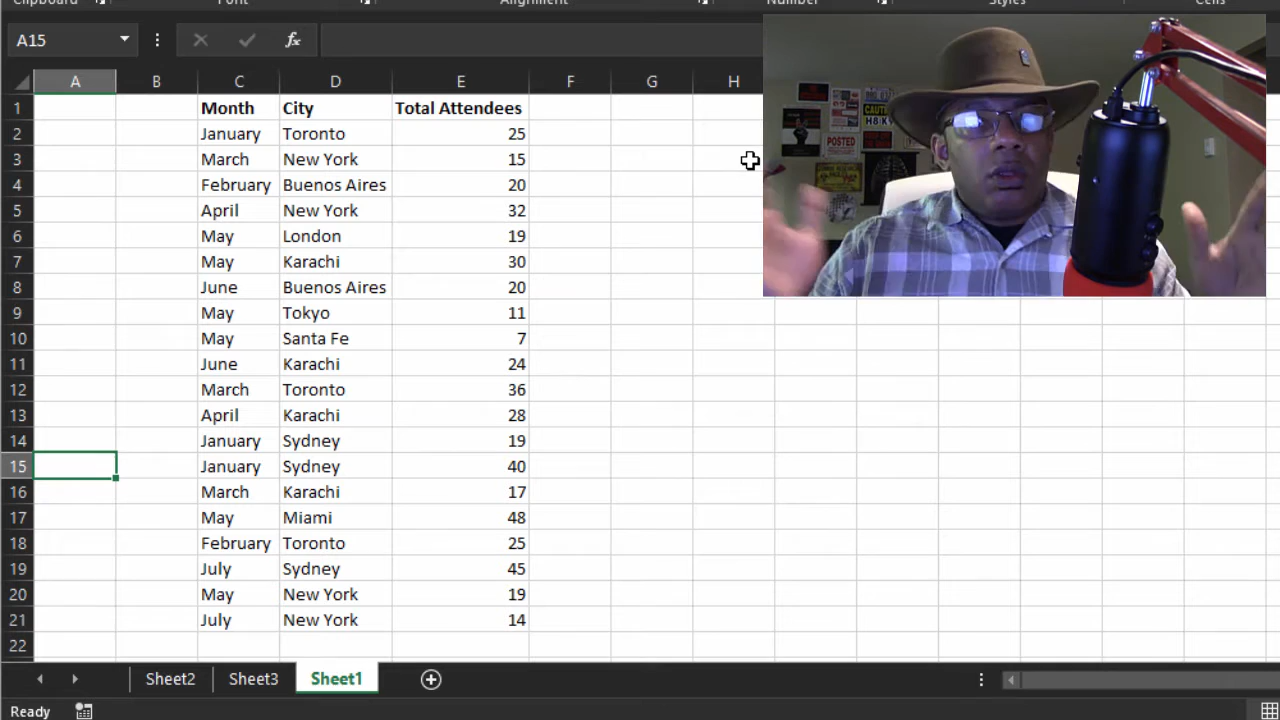 Clipboard Font Alignment Number Styles Cells
A15 fx
A B C D E F G H
1 Month City Total Attendees
2 January Toronto 25
3 March New York 15
4 February Buenos Aires 20
5 April New York 32
6 May London 19
7 May Karachi 30
8 June Buenos Aires 20
9 May Tokyo 11
10 May Santa Fe 7
11 June Karachi 24
12 March Toronto 36
13 April Karachi 28
14 January Sydney 19
15 January Sydney 40
16 March Karachi 17
17 May Miami 48
18 February Toronto 25
19 July Sydney 45
20 May New York 19
21 July New York 14
22
CAUTION
H8
POSTED
Sheet2 Sheet3 Sheet1
Ready